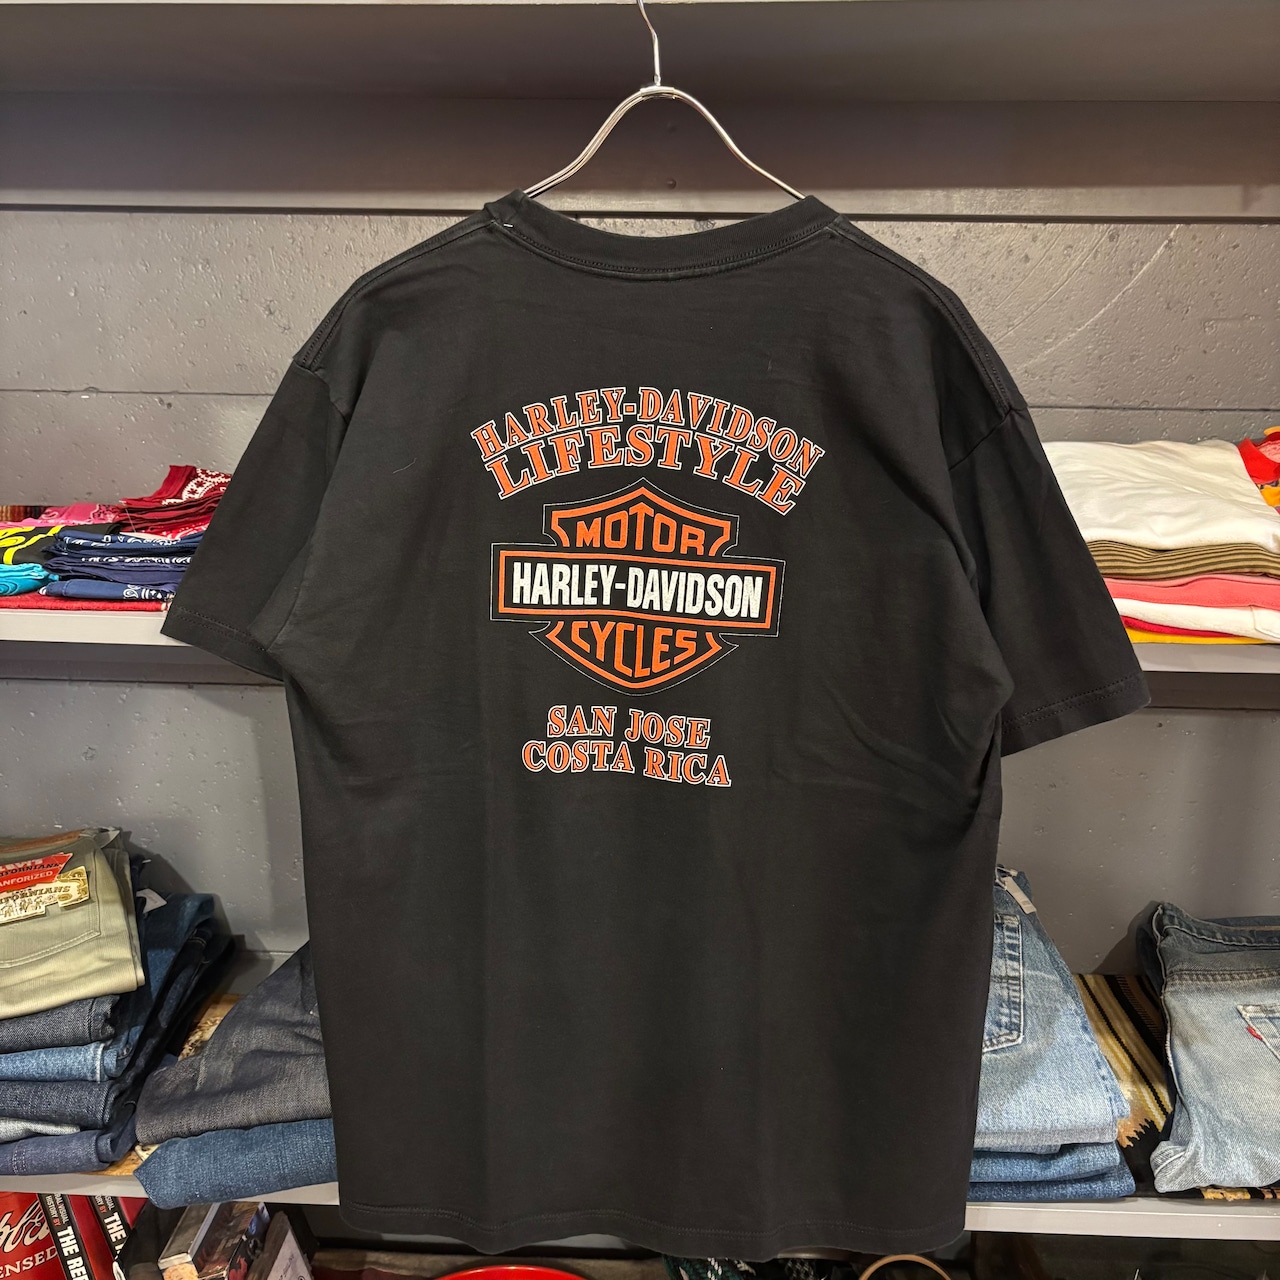 HARLEY-DAVIDSON
LIFESTYLE
MOTOR
HARLEY-DAVIDSON
CYCLES
SAN JOSE
COSTA RICA